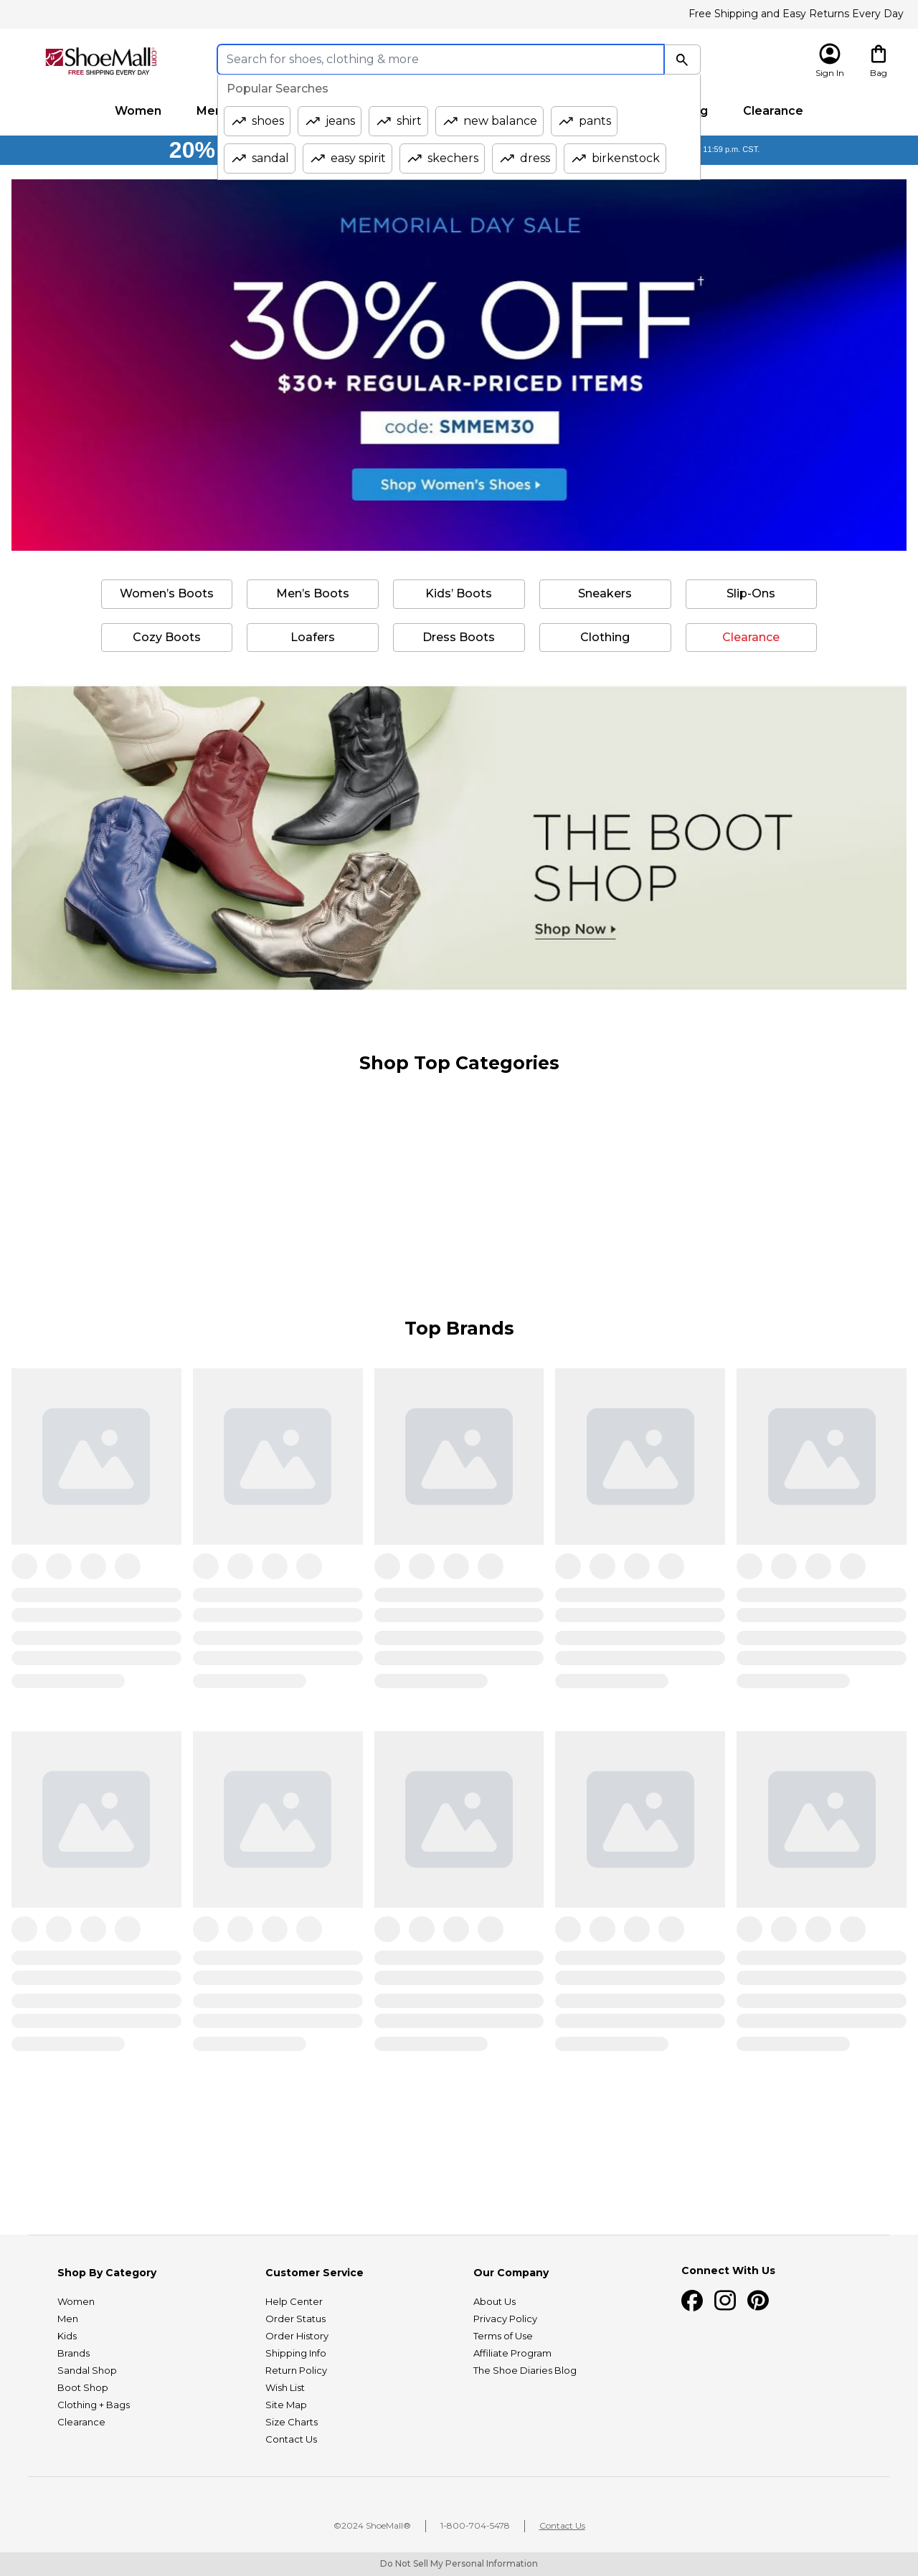 Free Shipping and Easy Returns Every Day
ShoeMall.com
FREE SHIPPING EVERY DAY
Search for shoes, clothing & more
Sign In
Bag
Popular Searches
shoes
jeans
shirt
new balance
pants
sandal
easy spirit
skechers
dress
birkenstock
Women
Clearance
20%
11:59 p.m. CST.
MEMORIAL DAY SALE
30% OFF†
$30+ REGULAR-PRICED ITEMS
code: SMMEM30
Shop Women's Shoes
Women's Boots
Men's Boots
Kids' Boots
Sneakers
Slip-Ons
Cozy Boots
Loafers
Dress Boots
Clothing
Clearance
THE BOOT
SHOP
Shop Now
Shop Top Categories
Top Brands
Shop By Category
Women
Men
Kids
Brands
Sandal Shop
Boot Shop
Clothing + Bags
Clearance
Customer Service
Help Center
Order Status
Order History
Shipping Info
Return Policy
Wish List
Site Map
Size Charts
Contact Us
Our Company
About Us
Privacy Policy
Terms of Use
Affiliate Program
The Shoe Diaries Blog
Connect With Us
©2024 ShoeMall®
1-800-704-5478
Contact Us
Do Not Sell My Personal Information